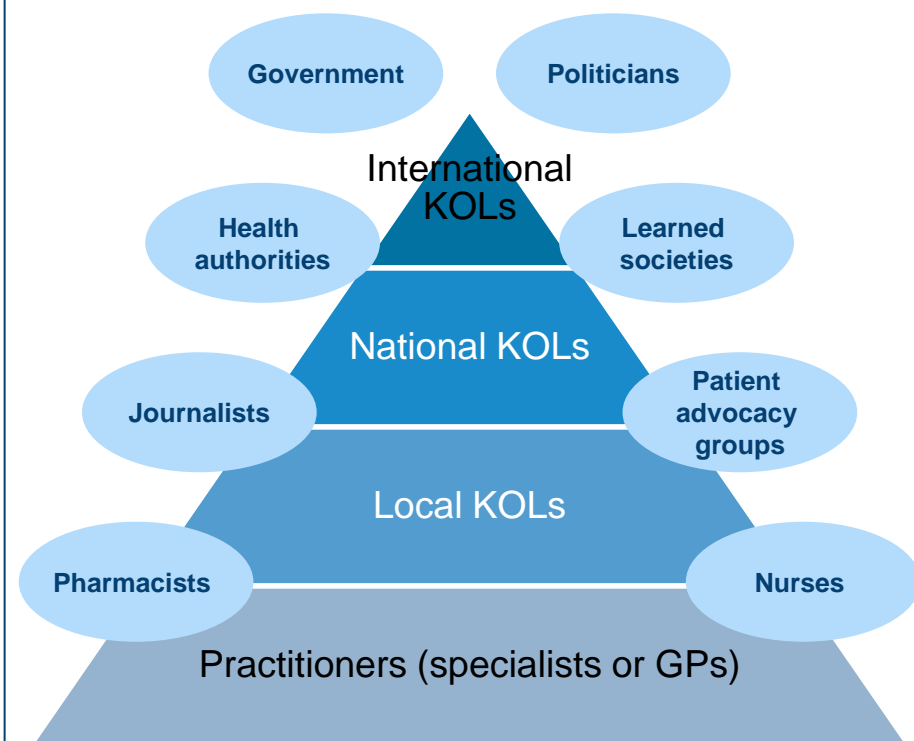 Government
Politicians
International
KOLs
Health
authorities
Learned
societies
National KOLs
Journalists
Patient
advocacy
groups
Local KOLs
Pharmacists
Nurses
Practitioners (specialists or GPs)